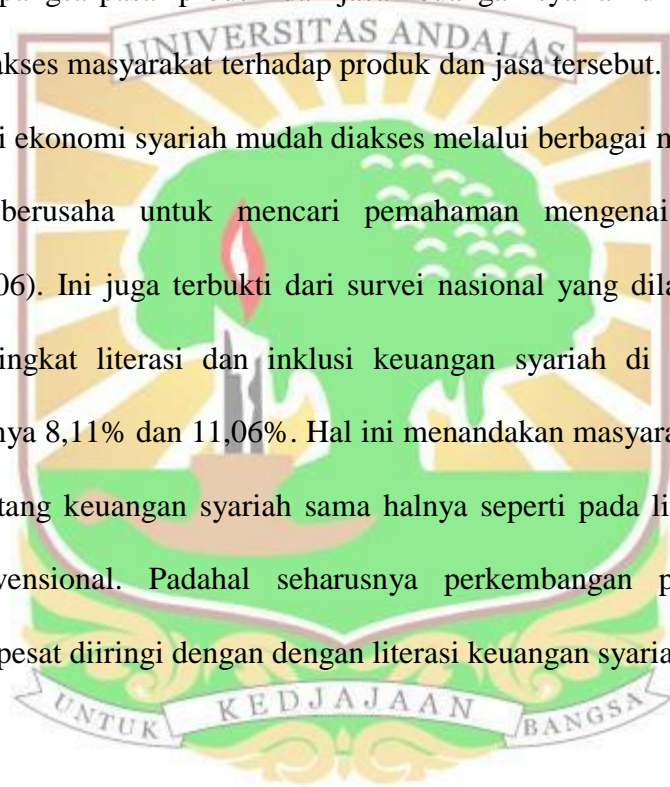 UNIVERSITAS ANDALAS
akses masyarakat terhadap produk dan jasa tersebut.
i ekonomi syariah mudah diakses melalui berbagai m
berusaha untuk mencari pemahaman mengenai
06). Ini juga terbukti dari survei nasional yang dila
ingkat literasi dan inklusi keuangan syariah di
nya 8,11% dan 11,06%. Hal ini menandakan masyara
tang keuangan syariah sama halnya seperti pada li
vensional. Padahal seharusnya perkembangan p
pesat diiringi dengan dengan literasi keuangan syaria
UNTUK KEDJAJAAN BANGSA